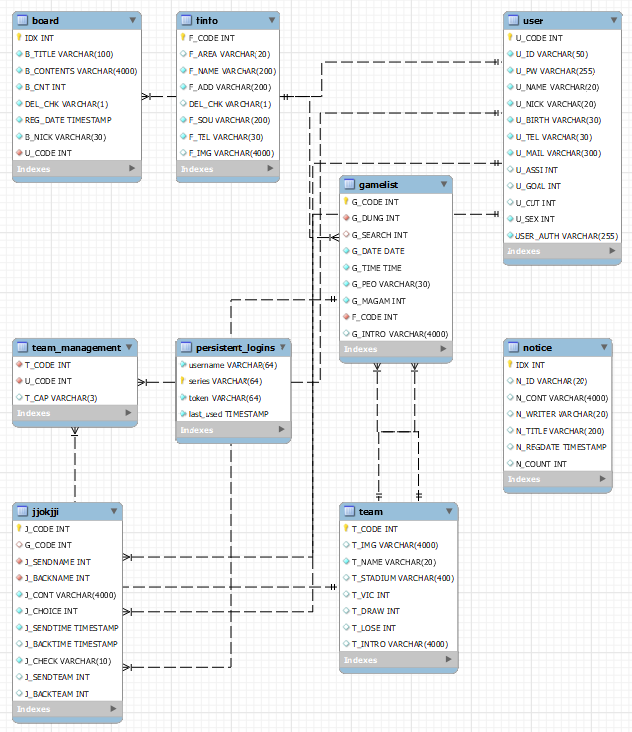 board
IDX INT
B_TITLE VARCHAR(100)
B_CONTENTS VARCHAR(4000)
B_CNT INT
DEL_CHK VARCHAR(1)
REG_DATE TIMESTAMP
B_NICK VARCHAR(30)
U_CODE INT
Indexes
finfo
F_CODE INT
F_AREA VARCHAR(20)
F_NAME VARCHAR(200)
F_ADD VARCHAR(200)
DEL_CHK VARCHAR(1)
F_SOU VARCHAR(200)
F_TEL VARCHAR(30)
F_IMG VARCHAR(4000)
Indexes
user
U_CODE INT
U_ID VARCHAR(50)
U_PW VARCHAR(255)
U_NAME VARCHAR(20)
U_NICK VARCHAR(20)
U_BIRTH VARCHAR(30)
U_TEL VARCHAR(30)
U_MAIL VARCHAR(300)
U_ASSI INT
U_GOAL INT
U_CUT INT
U_SEX INT
USER_AUTH VARCHAR(255)
Indexes
gamelist
G_CODE INT
G_DUNG INT
G_SEARCH INT
G_DATE DATE
G_TIME TIME
G_PEO VARCHAR(30)
G_MAGAM INT
F_CODE INT
G_INTRO VARCHAR(4000)
Indexes
team_management
T_CODE INT
U_CODE INT
T_CAP VARCHAR(3)
Indexes
persistent_logins
username VARCHAR(64)
series VARCHAR(64)
token VARCHAR(64)
last_used TIMESTAMP
Indexes
notice
IDX INT
N_ID VARCHAR(20)
N_CONT VARCHAR(4000)
N_WRITER VARCHAR(20)
N_TITLE VARCHAR(200)
N_REGDATE TIMESTAMP
N_COUNT INT
Indexes
jjokjji
J_CODE INT
G_CODE INT
J_SENDNAME INT
J_BACKNAME INT
J_CONT VARCHAR(4000)
J_CHOICE INT
J_SENDTIME TIMESTAMP
J_BACKTIME TIMESTAMP
J_CHECK VARCHAR(10)
J_SENDTEAM INT
J_BACKTEAM INT
Indexes
team
T_CODE INT
T_IMG VARCHAR(4000)
T_NAME VARCHAR(20)
T_STADIUM VARCHAR(400)
T_VIC INT
T_DRAW INT
T_LOSE INT
T_INTRO VARCHAR(4000)
Indexes